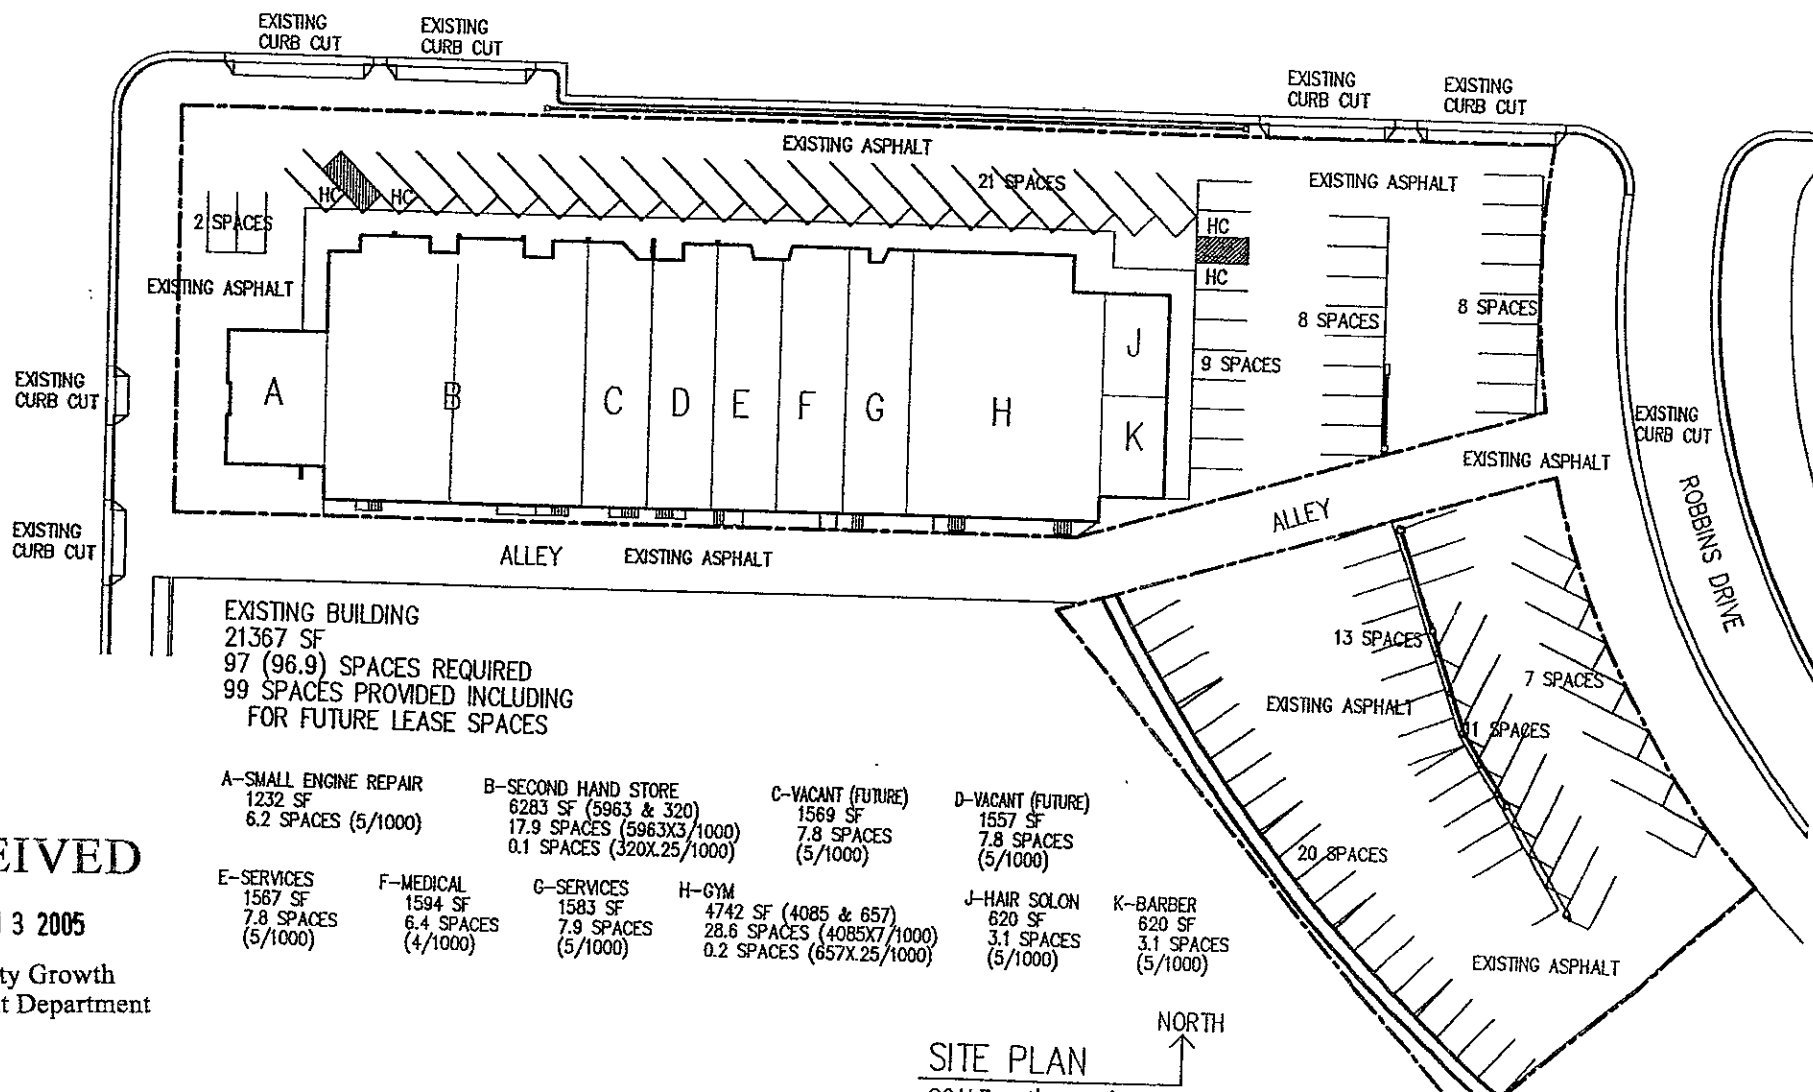 EXISTING
CURB CUT
EXISTING
CURB CUT
EXISTING
CURB CUT
EXISTING
CURB CUT
EXISTING ASPHALT
21 SPACES
EXISTING ASPHALT
HC
HC
2 SPACES
HC
HC
EXISTING ASPHALT
8 SPACES
8 SPACES
9 SPACES
A
B
C
D
E
F
G
H
J
K
EXISTING
CURB CUT
EXISTING
CURB CUT
EXISTING
CURB CUT
EXISTING ASPHALT
ROBBINS DRIVE
ALLEY
ALLEY
EXISTING ASPHALT
EXISTING BUILDING
21367 SF
97 (96.9) SPACES REQUIRED
99 SPACES PROVIDED INCLUDING
FOR FUTURE LEASE SPACES
13 SPACES
7 SPACES
EXISTING ASPHALT
11 SPACES
20 SPACES
EXISTING ASPHALT
A-SMALL ENGINE REPAIR
1232 SF
6.2 SPACES (5/1000)
B-SECOND HAND STORE
6283 SF (5963 & 320)
17.9 SPACES (5963X3/1000)
0.1 SPACES (320X.25/1000)
C-VACANT (FUTURE)
1569 SF
7.8 SPACES
(5/1000)
D-VACANT (FUTURE)
1557 SF
7.8 SPACES
(5/1000)
E-SERVICES
1567 SF
7.8 SPACES
(5/1000)
F-MEDICAL
1594 SF
6.4 SPACES
(4/1000)
G-SERVICES
1583 SF
7.9 SPACES
(5/1000)
H-GYM
4742 SF (4085 & 657)
28.6 SPACES (4085X7/1000)
0.2 SPACES (657X.25/1000)
J-HAIR SOLON
620 SF
3.1 SPACES
(5/1000)
K-BARBER
620 SF
3.1 SPACES
(5/1000)
EIVED
3 2005
ty Growth
t Department
NORTH
SITE PLAN